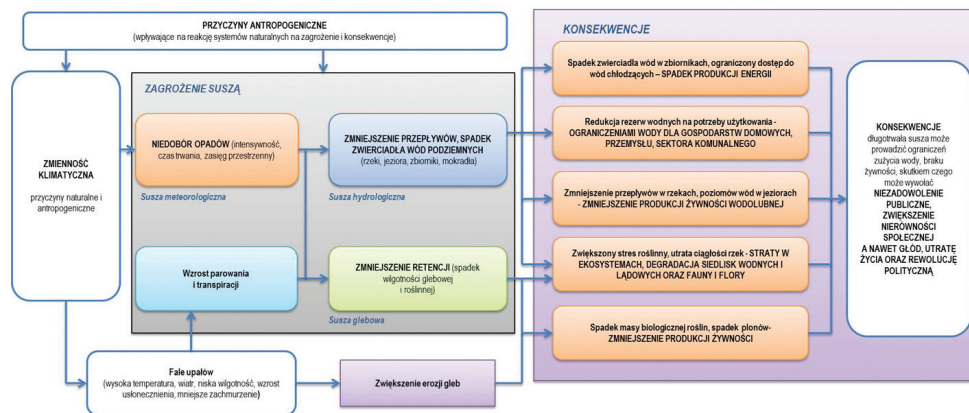 PRZYCZYNY ANTROPOGENICZNE
(wpływające na reakcję systemów naturalnych na zagrożenie i konsekwencje)
ZMIENNOŚĆ
KLIMATYCZNA
przyczyny naturalne i
antropogeniczne
ZAGROŻENIE SUSZĄ
NIEDOBÓR OPADÓW (intensywność,
czas trwania, zasięg przestrzenny)
Susza meteorologiczna
ZMNIEJSZENIE PRZEPŁYWÓW, SPADEK
ZWIERCIADŁA WÓD PODZIEMNYCH
(rzeki, jeziora, zbiorniki, mokradła)
Susza hydrologiczna
Wzrost parowania
i transpiracji
ZMNIEJSZENIE RETENCJI (spadek
wilgotności glebowej
i roślinnej)
Susza glebowa
Fale upałów
(wysoka temperatura, wiatr, niska wilgotność, wzrost
usłonecznienia, mniejsze zachmurzenie)
Zwiększenie erozji gleb
KONSEKWENCJE
Spadek zwierciadła wód w zbiornikach, ograniczony dostęp do
wód chłodzących – SPADEK PRODUKCJI ENERGII
Redukcja rezerw wodnych na potrzeby użytkowania -
OGRANICZENIAMI WODY DLA GOSPODARSTW DOMOWYCH,
PRZEMYSŁU, SEKTORA KOMUNALNEGO
Zmniejszenie przepływów w rzekach, poziomów wód w jeziorach
- ZMNIEJSZENIE PRODUKCJI ŻYWNOŚCI WODOLUBNEJ
Zwiększony stres roślinny, utrata ciągłości rzek - STRATY W
EKOSYSTEMACH, DEGRADACJA SIEDLISK WODNYCH I
LĄDOWYCH ORAZ FAUNY I FLORY
Spadek masy biologicznej roślin, spadek plonów-
ZMNIEJSZENIE PRODUKCJI ŻYWNOŚCI
KONSEKWENCJE
długotrwała susza może
prowadzić ograniczeń
zużycia wody, braku
żywności, skutkiem czego
może wywołać
NIEZADOWOLENIE
PUBLICZNE,
ZWIĘKSZENIE
NIERÓWNOŚCI
SPOŁECZNEJ
A NAWET GŁÓD, UTRATĘ
ŻYCIA ORAZ REWOLUCJĘ
POLITYCZNĄ